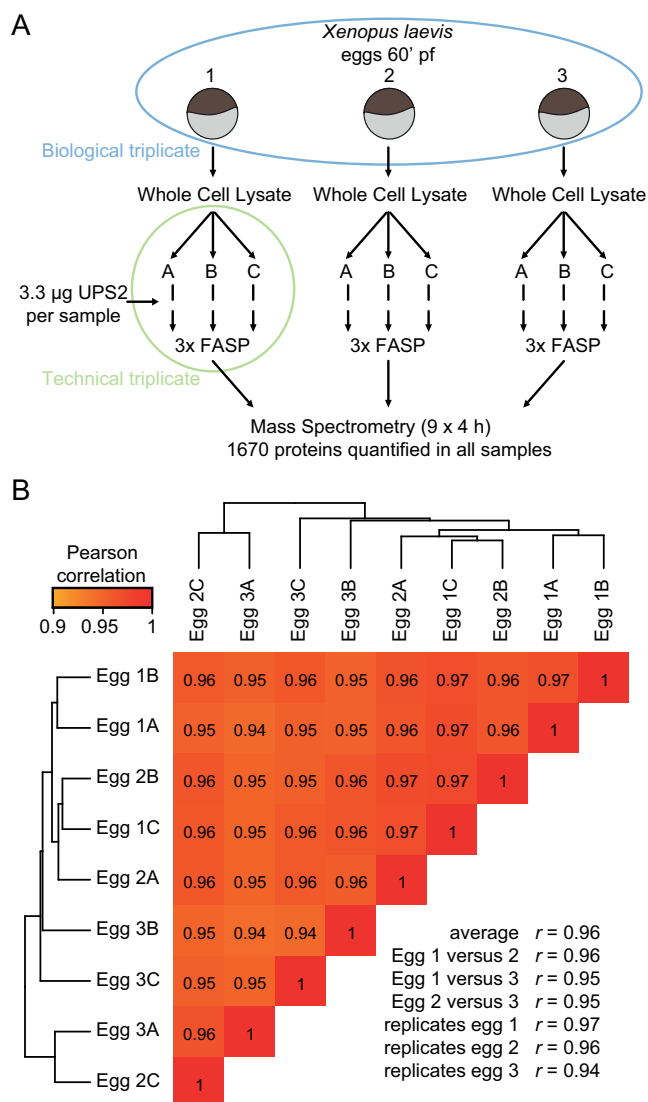 A
Xenopus laevis
eggs 60' pf
1 2 3
Biological triplicate
Whole Cell Lysate Whole Cell Lysate Whole Cell Lysate
A B C A B C A B C
3.3 µg UPS2
per sample
3x FASP 3x FASP 3x FASP
Technical triplicate
Mass Spectrometry (9 x 4 h)
1670 proteins quantified in all samples
B
Pearson
correlation
0.9 0.95 1
Egg 2C Egg 3A Egg 3C Egg 3B Egg 2A Egg 1C Egg 2B Egg 1A Egg 1B
Egg 1B 0.96 0.95 0.96 0.95 0.96 0.97 0.96 0.97 1
Egg 1A 0.95 0.94 0.95 0.95 0.96 0.97 0.96 1
Egg 2B 0.96 0.95 0.95 0.96 0.97 0.97 1
Egg 1C 0.96 0.95 0.96 0.96 0.97 1
Egg 2A 0.96 0.95 0.96 0.96 1
Egg 3B 0.95 0.94 0.94 1
Egg 3C 0.95 0.95 1
Egg 3A 0.96 1
Egg 2C 1
average r = 0.96
Egg 1 versus 2 r = 0.96
Egg 1 versus 3 r = 0.95
Egg 2 versus 3 r = 0.95
replicates egg 1 r = 0.97
replicates egg 2 r = 0.96
replicates egg 3 r = 0.94